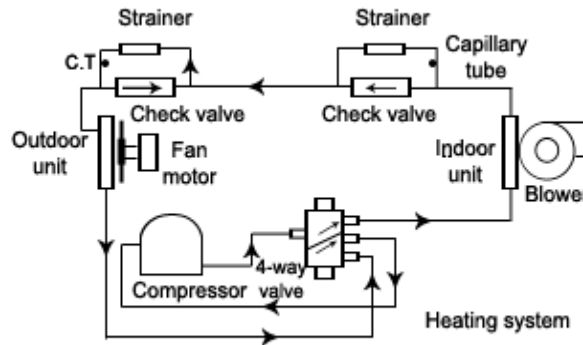 Strainer
Strainer
C.T
Capillary
tube
Check valve
Check valve
Outdoor
unit
Fan
motor
Indoor
unit
Blower
Compressor
4-way
valve
Heating system